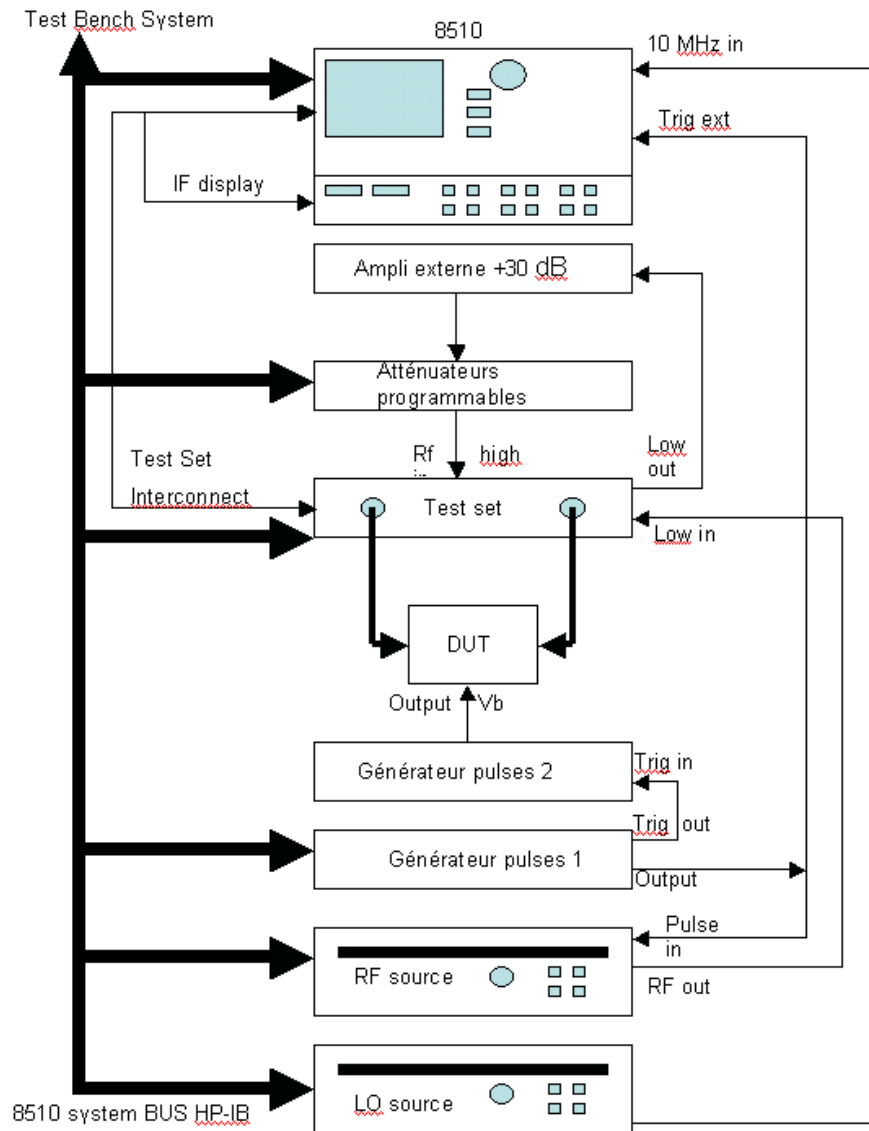 Test Bench System
8510
10 MHz in
Trig ext
IF display
Ampli externe +30 dB
Atténuateurs
programmables
Rf high
Low
out
Test Set
Interconnect
Test set
Low in
DUT
Output Vb
Générateur pulses 2
Trig in
Trig out
Générateur pulses 1
Output
Pulse
in
RF source
RF out
LO source
8510 system BUS HP-IB